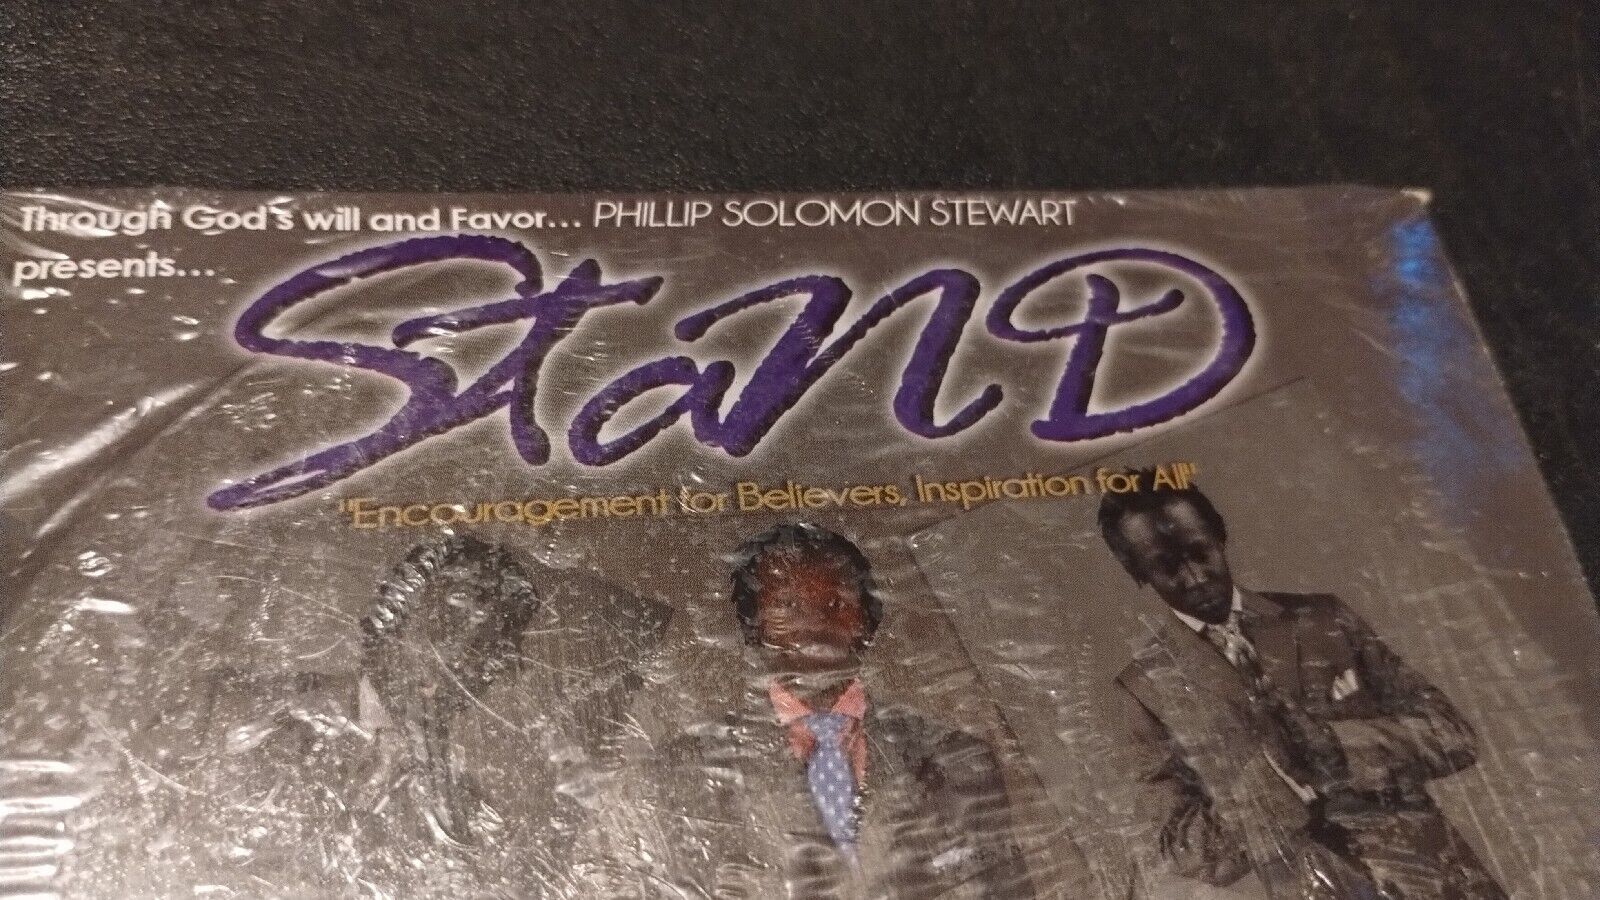 Through God's will and Favor... PHILLIP SOLOMON STEWART
presents...
StaND
"Encouragement for Believers, Inspiration for All"